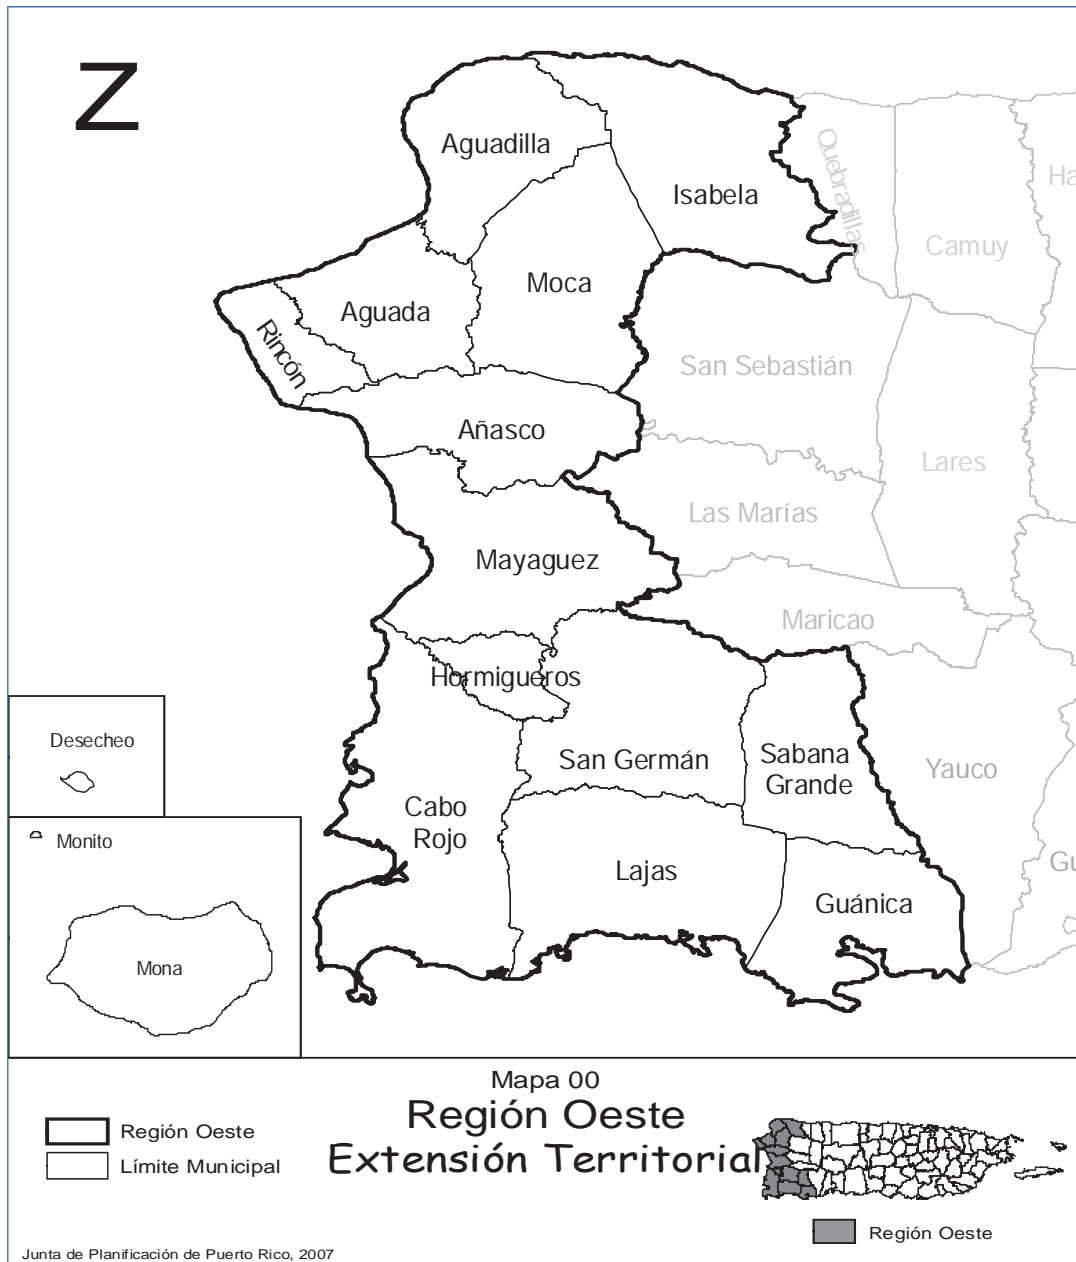 Z
Aguadilla
Isabela
Quebradillas
Camuy
Ha
Moca
Aguada
Rincón
San Sebastián
Añasco
Lares
Las Marías
Mayaguez
Maricao
Hormigueros
San Germán
Sabana
Grande
Yauco
Desecheo
Cabo
Rojo
Monito
Lajas
Gu
Guánica
Mona
Mapa 00
Región Oeste
Extensión Territorial
Región Oeste
Límite Municipal
Región Oeste
Junta de Planificación de Puerto Rico, 2007